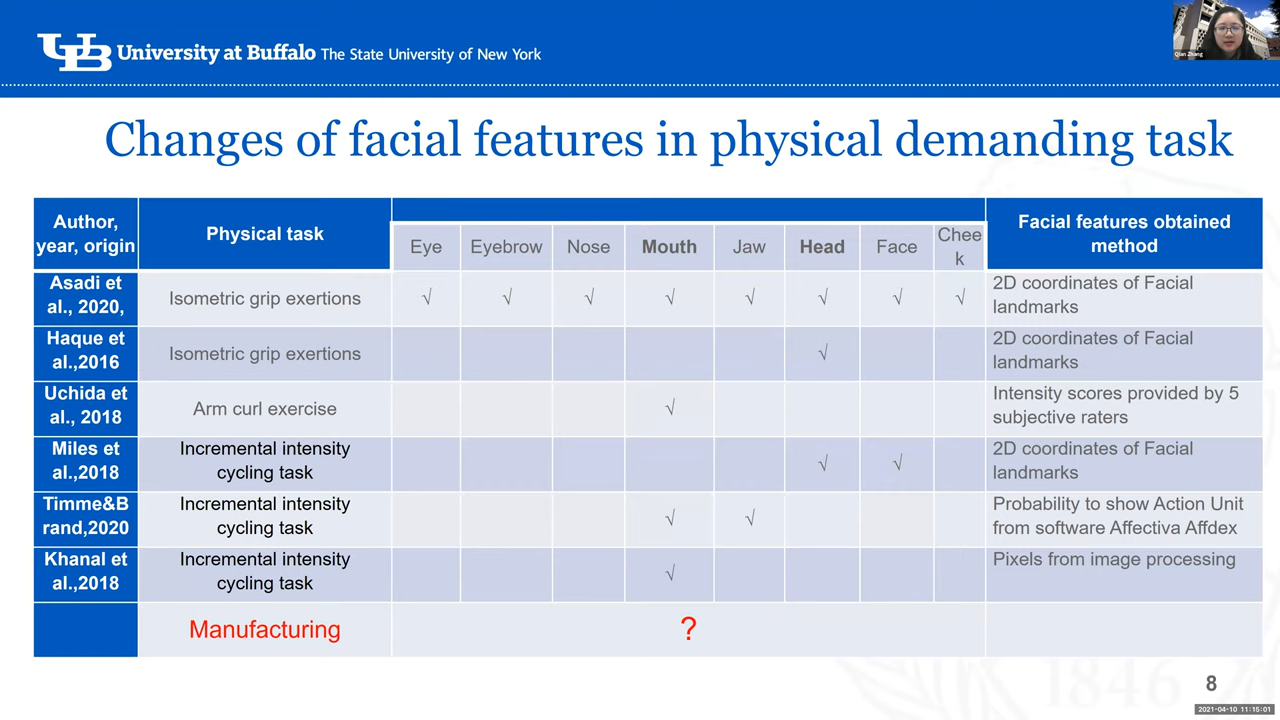 University at Buffalo The State University of New York
Qian Zhang
Changes of facial features in physical demanding task
Author,
year, origin
Physical task
Eye
Eyebrow
Nose
Mouth
Jaw
Head
Face
Chee
k
Facial features obtained
method
Asadi et
al., 2020,
Isometric grip exertions
√ √ √ √ √ √ √ √
2D coordinates of Facial
landmarks
Haque et
al.,2016
Isometric grip exertions
√
2D coordinates of Facial
landmarks
Uchida et
al., 2018
Arm curl exercise
√
Intensity scores provided by 5
subjective raters
Miles et
al.,2018
Incremental intensity
cycling task
√ √
2D coordinates of Facial
landmarks
Timme&B
rand,2020
Incremental intensity
cycling task
√ √
Probability to show Action Unit
from software Affectiva Affdex
Khanal et
al.,2018
Incremental intensity
cycling task
√
Pixels from image processing
Manufacturing
?
1846
8
2021-04-10 11:15:01